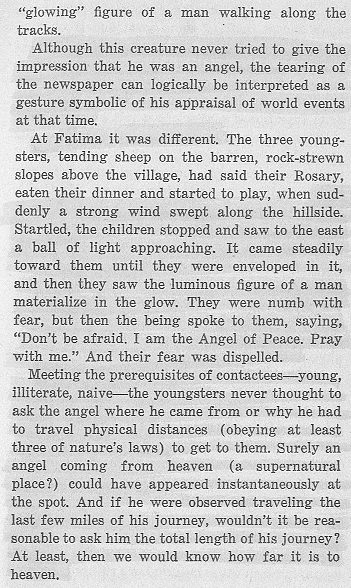 “glowing” figure of a man walking along the
tracks.
Although this creature never tried to give the
impression that he was an angel, the tearing of
the newspaper can logically be interpreted as a
gesture symbolic of his appraisal of world events
at that time.
At Fatima it was different. The three young-
sters, tending sheep on the barren, rock-strewn
slopes above the village, had said their Rosary,
eaten their dinner and started to play, when sud-
denly a strong wind swept along the hillside.
Startled, the children stopped and saw to the east
a ball of light approaching. It came steadily
toward them until they were enveloped in it,
and then they saw the luminous figure of a man
materialize in the glow. They were numb with
fear, but then the being spoke to them, saying,
“Don’t be afraid. I am the Angel of Peace. Pray
with me.” And their fear was dispelled.
Meeting the prerequisites of contactees—young,
illiterate, naive—the youngsters never thought to
ask the angel where he came from or why he had
to travel physical distances (obeying at least
three of nature’s laws) to get to them. Surely an
angel coming from heaven (a supernatural
place?) could have appeared instantaneously at
the spot. And if he were observed traveling the
last few miles of his journey, wouldn’t it be rea-
sonable to ask him the total length of his journey?
At least, then we would know how far it is to
heaven.